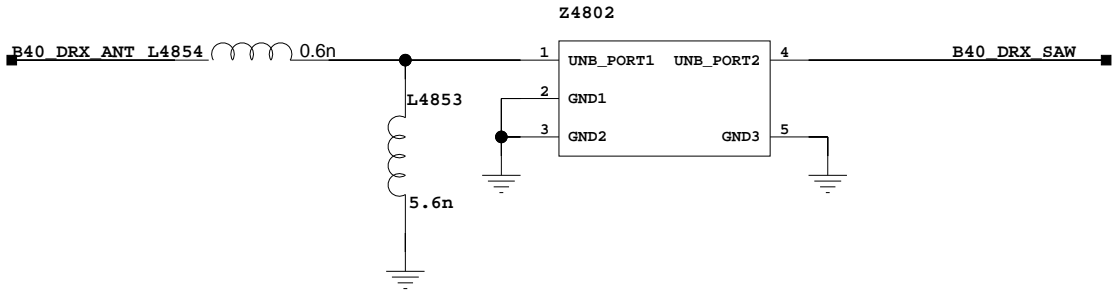 Z4802
B40_DRX_ANT L4854 0.6n
1 UNB_PORT1 UNB_PORT2 4 B40_DRX_SAW
2 GND1
L4853
3 GND2 GND3 5
5.6n